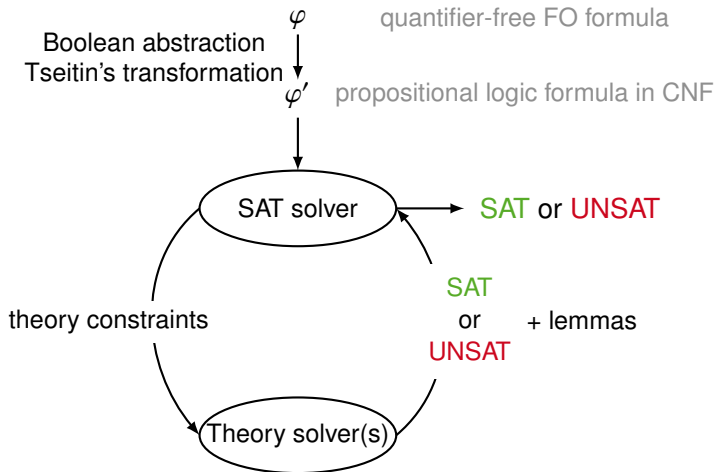 φ quantifier-free FO formula
Boolean abstraction
Tseitin's transformation
φ′ propositional logic formula in CNF
SAT solver
SAT or UNSAT
theory constraints
SAT
or
UNSAT
+ lemmas
Theory solver(s)